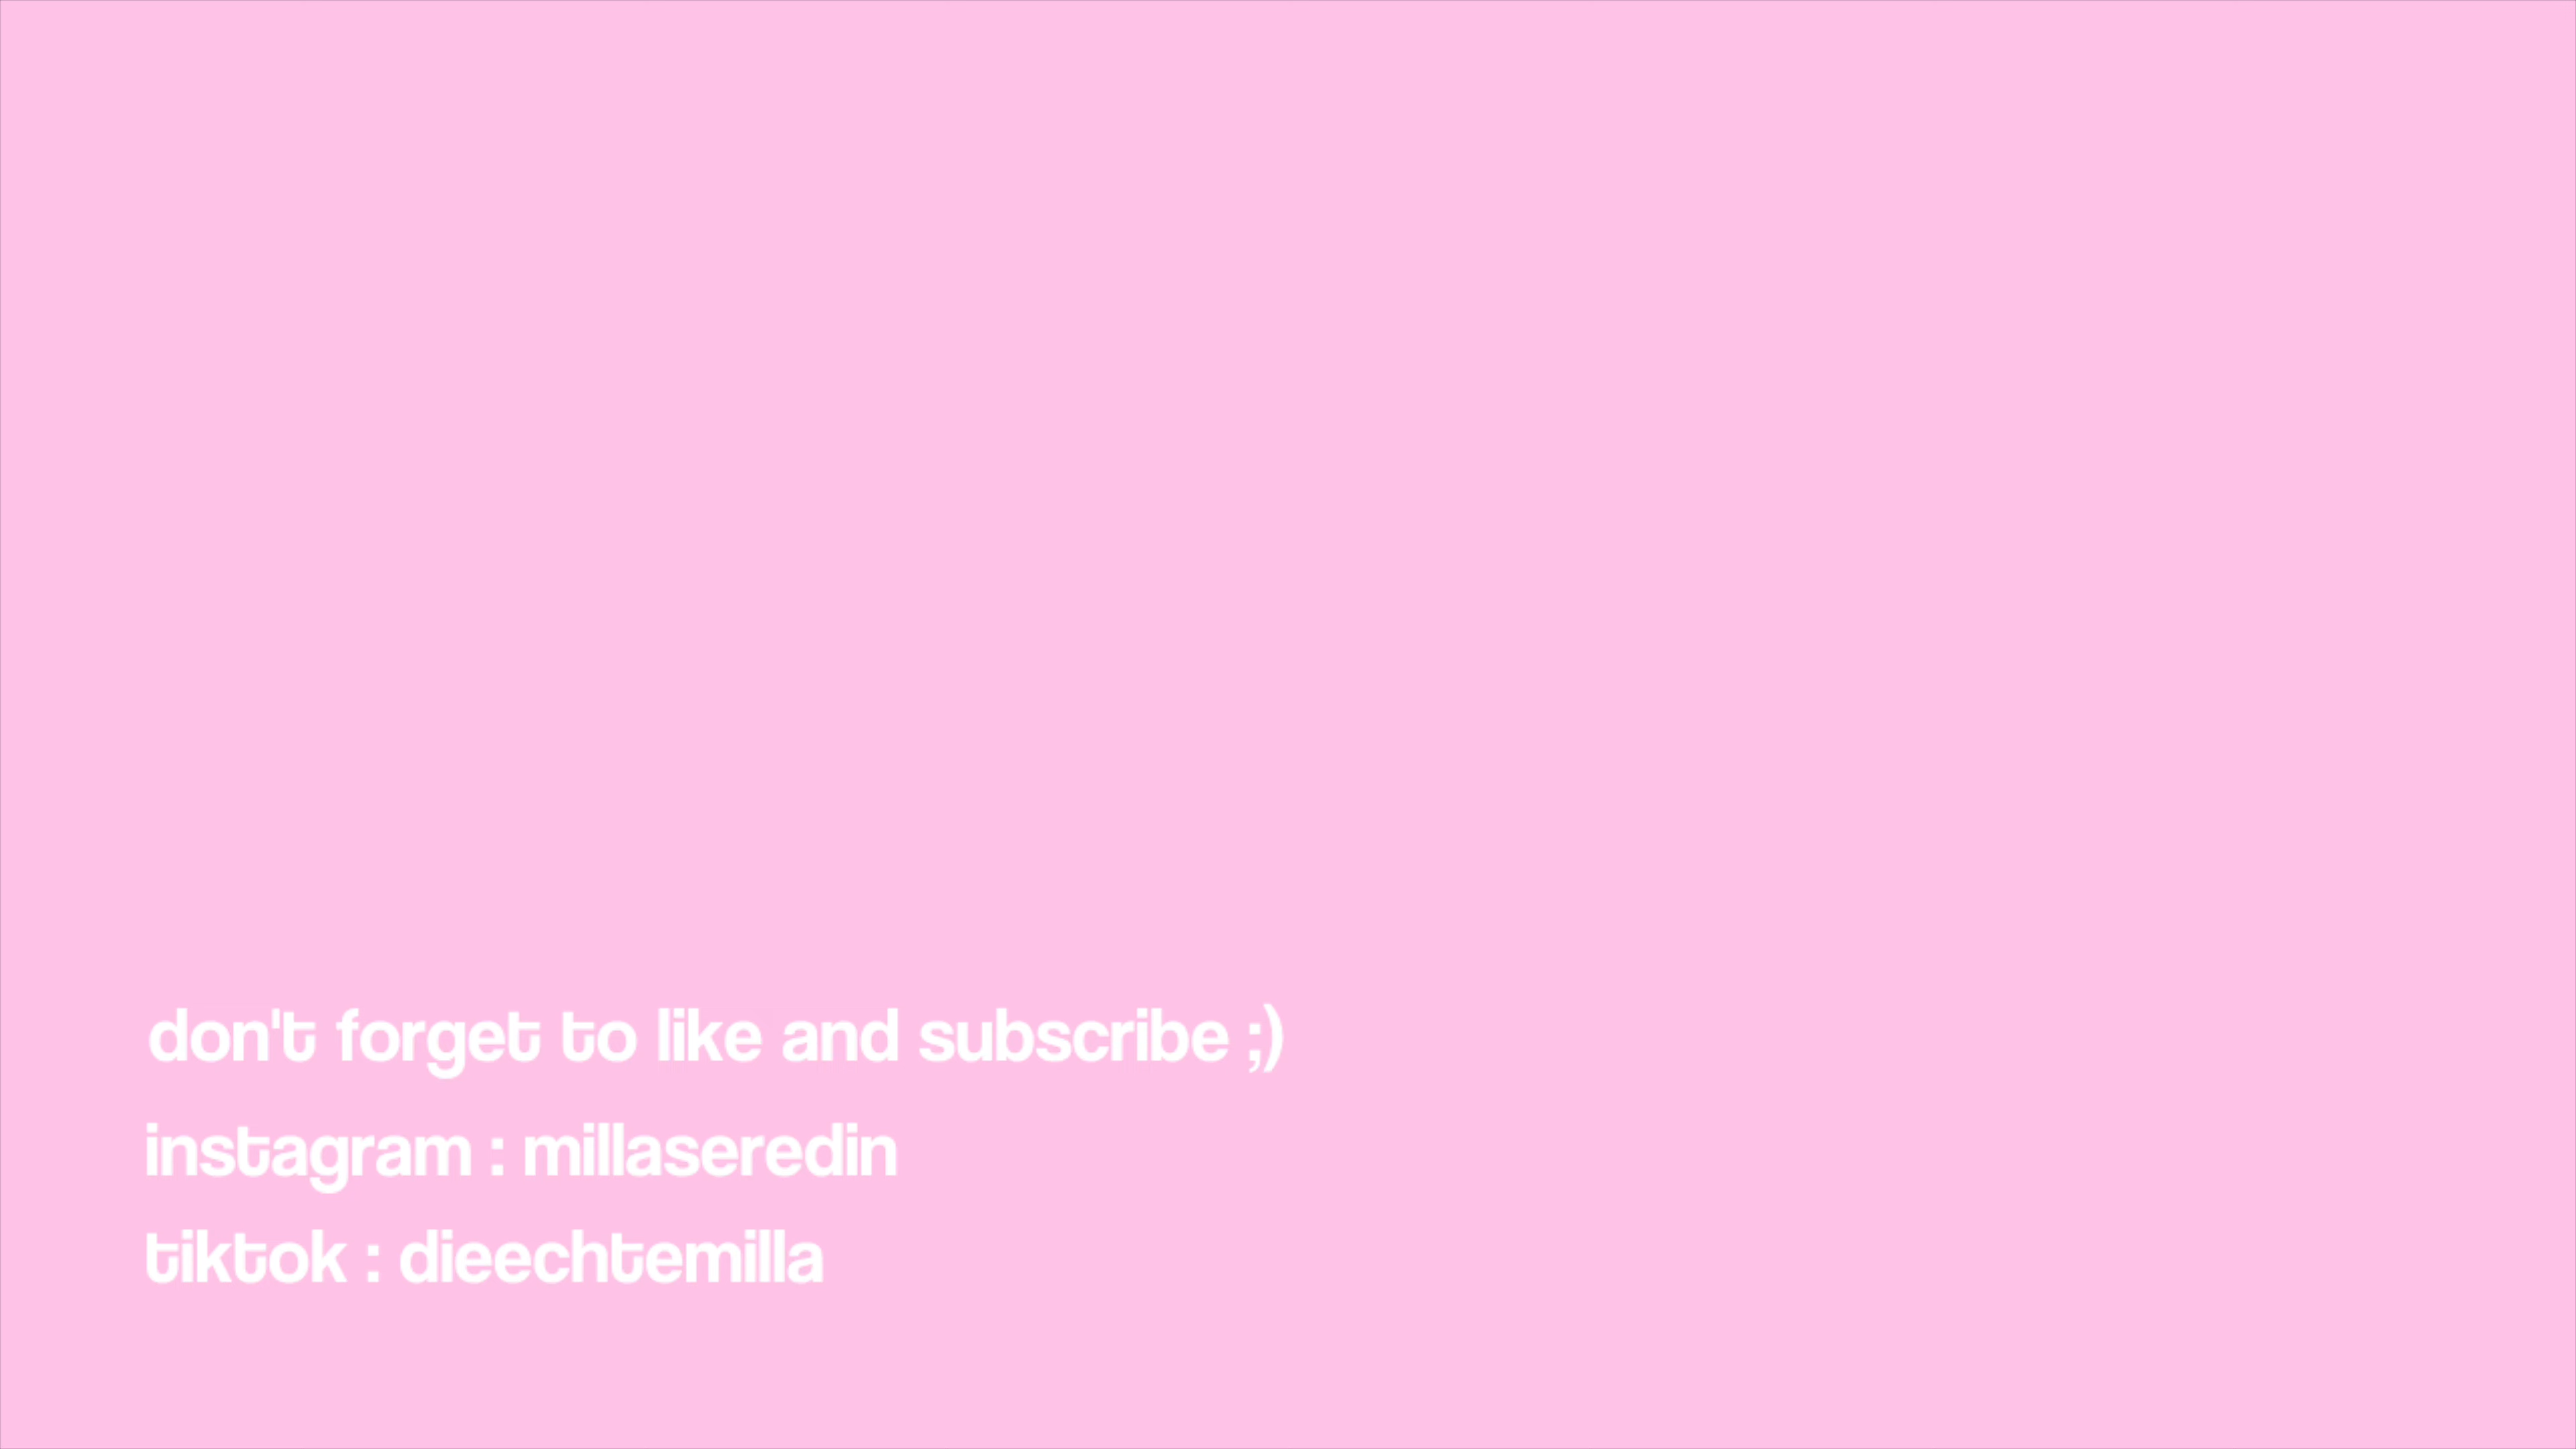 don't forget to like and subscribe ;)
instagram : millaseredin
tiktok : dieechtemilla